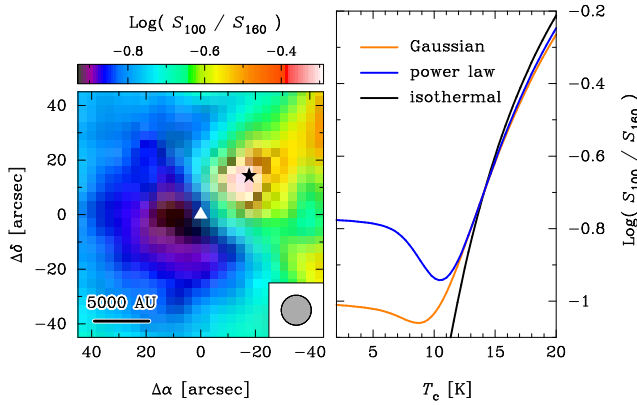 Log( S₁₀₀ / S₁₆₀ )
−0.8 −0.6 −0.4
40
20
0
−20
−40
Δδ [arcsec]
5000 AU
40 20 0 −20 −40
Δα [arcsec]
Gaussian
power law
isothermal
−0.2
−0.4
−0.6
−0.8
−1
Log( S₁₀₀ / S₁₆₀ )
5 10 15 20
T_c [K]